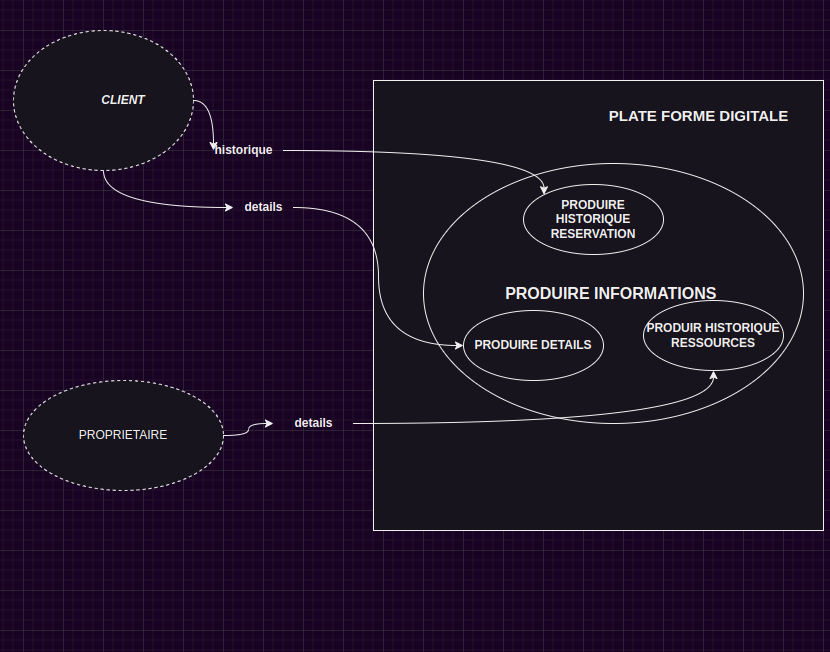 CLIENT
PLATE FORME DIGITALE
historique
details
PRODUIRE
HISTORIQUE
RESERVATION
PRODUIRE INFORMATIONS
PRODUIRE DETAILS
PRODUIR HISTORIQUE
RESSOURCES
PROPRIETAIRE
details